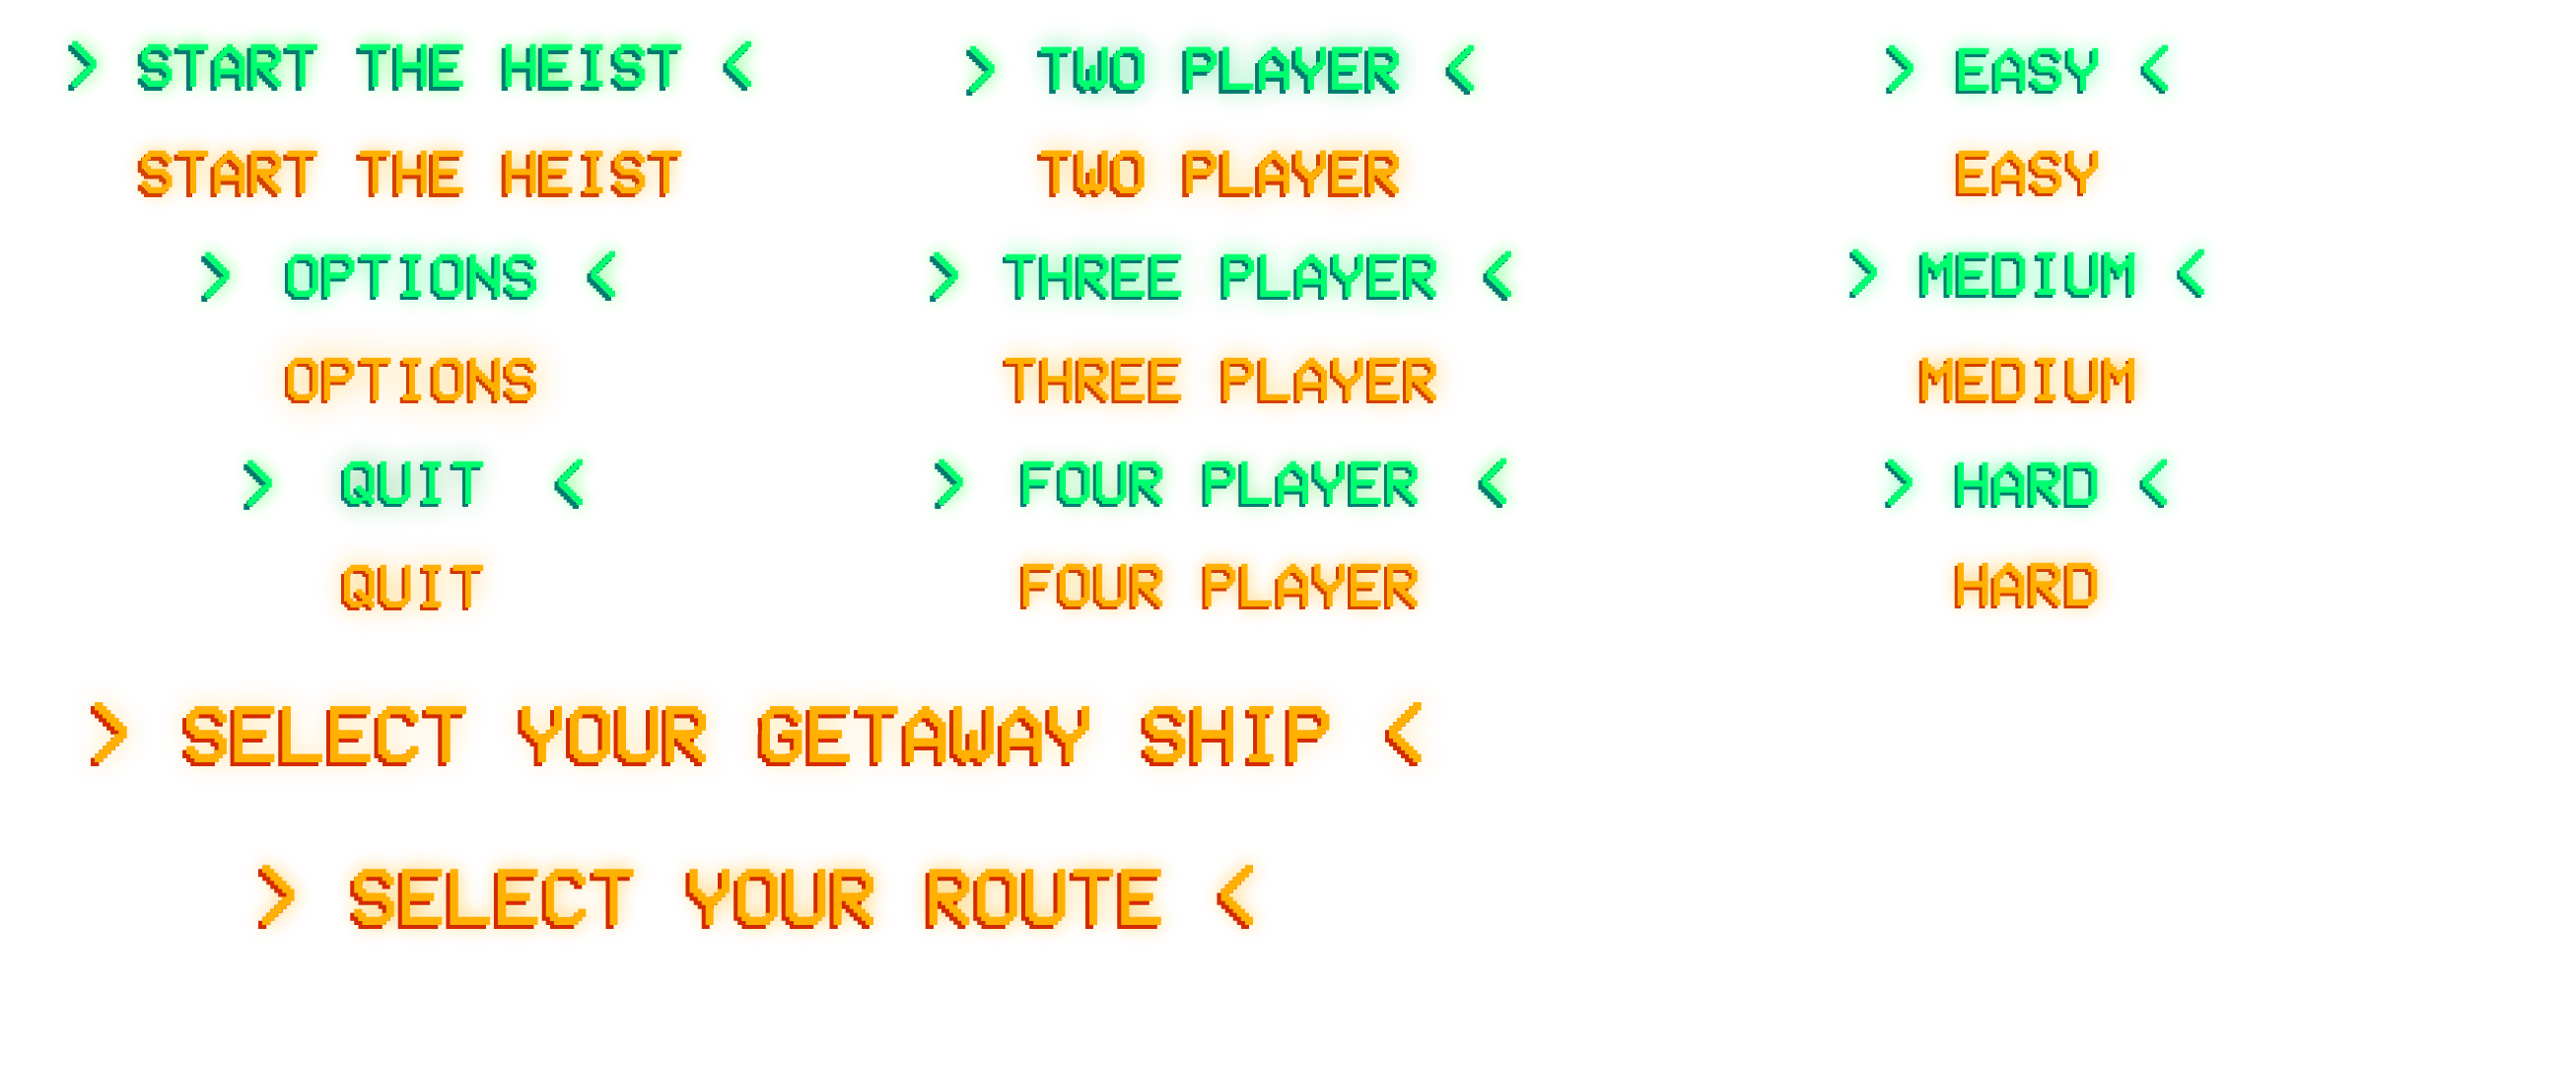 > START THE HEIST <
START THE HEIST
> OPTIONS <
OPTIONS
> QUIT <
QUIT
> TWO PLAYER <
TWO PLAYER
> THREE PLAYER <
THREE PLAYER
> FOUR PLAYER <
FOUR PLAYER
> EASY <
EASY
> MEDIUM <
MEDIUM
> HARD <
HARD
> SELECT YOUR GETAWAY SHIP <
> SELECT YOUR ROUTE <